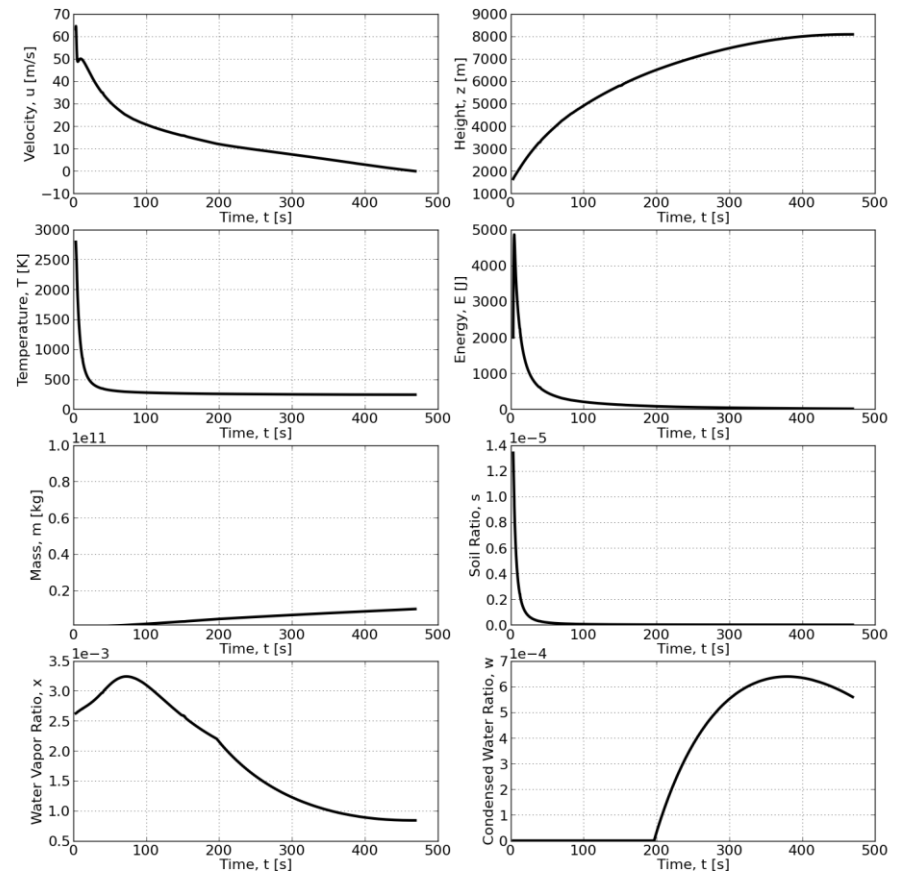 70
60
50
40
30
20
10
0
−10
0 100 200 300 400 500
Velocity, u [m/s]
Time, t [s]
9000
8000
7000
6000
5000
4000
3000
2000
1000
0 100 200 300 400 500
Height, z [m]
Time, t [s]
3000
2500
2000
1500
1000
500
0
0 100 200 300 400 500
Temperature, T [K]
Time, t [s]
5000
4000
3000
2000
1000
0
0 100 200 300 400 500
Energy, E [J]
Time, t [s]
1e11
1.0
0.8
0.6
0.4
0.2
0 100 200 300 400 500
Mass, m [kg]
Time, t [s]
1e-5
1.4
1.2
1.0
0.8
0.6
0.4
0.2
0.0
0 100 200 300 400 500
Soil Ratio, s
Time, t [s]
1e−3
3.5
3.0
2.5
2.0
1.5
1.0
0.5
0 100 200 300 400 500
Water Vapor Ratio, x
Time, t [s]
1e−4
7
6
5
4
3
2
1
0
0 100 200 300 400 500
Condensed Water Ratio, w
Time, t [s]